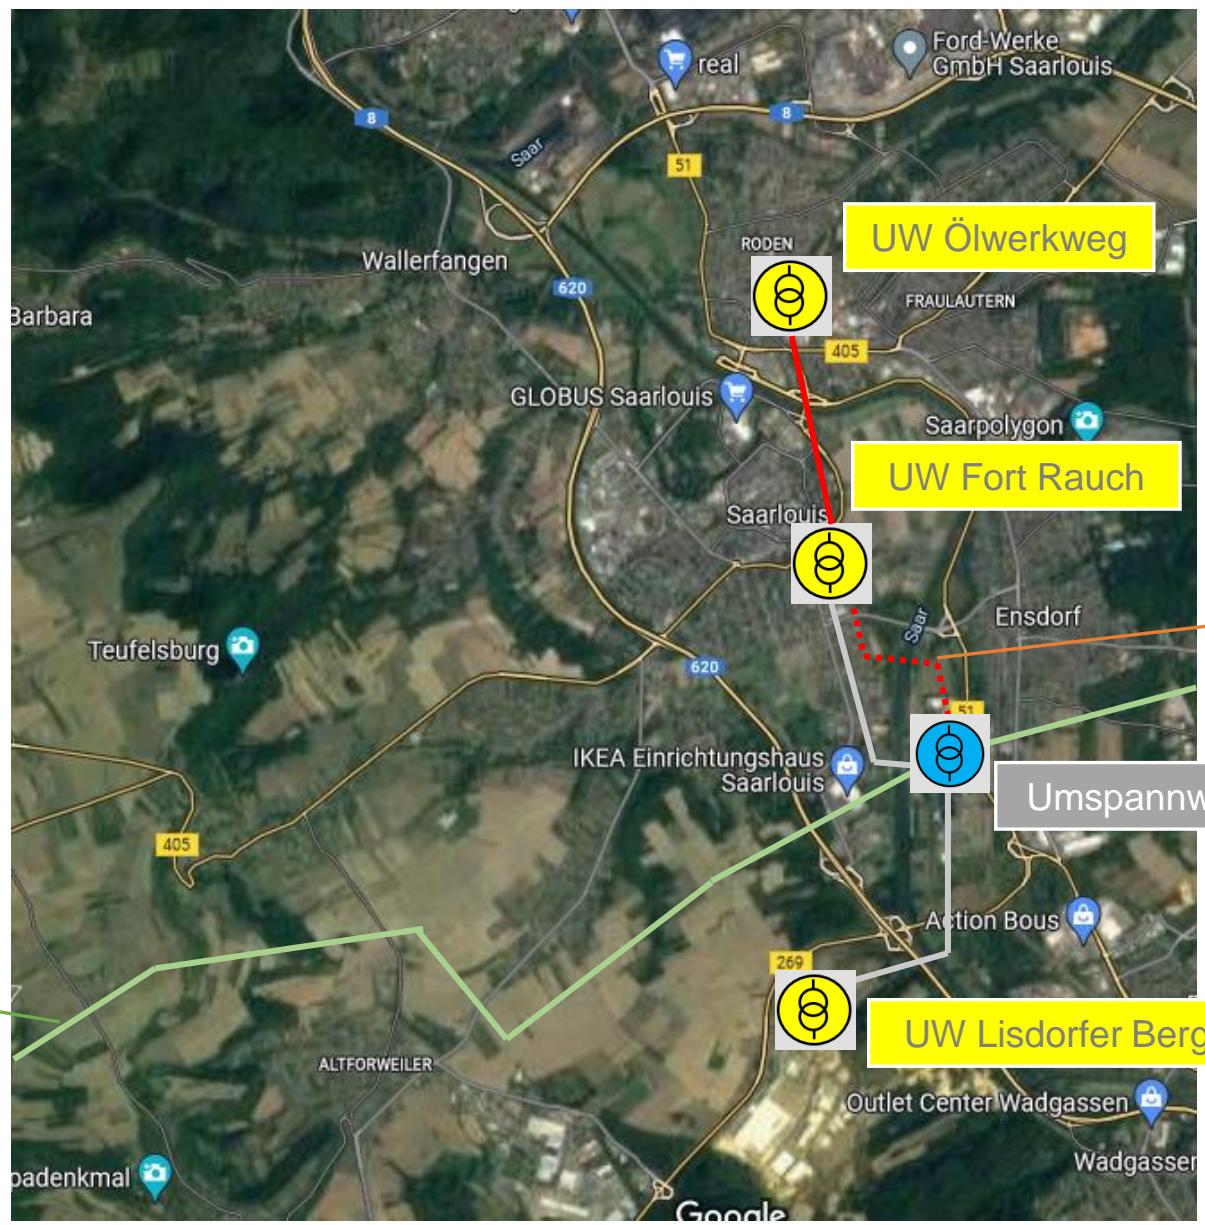 real
Ford-Werke
GmbH Saarlouis
8
8
Saar
51
UW Ölwerkweg
RODEN
Wallerfangen
620
FRAULAUTERN
Barbara
405
GLOBUS Saarlouis
Saarpolygon
UW Fort Rauch
Saarlouis
Saar
Ensdorf
Teufelsburg
620
51
IKEA Einrichtungshaus
Saarlouis
Umspannw
405
Action Bous
269
UW Lisdorfer Berg
ALTFORWEILER
Outlet Center Wadgassen
Wadgassen
padenkmal
Google